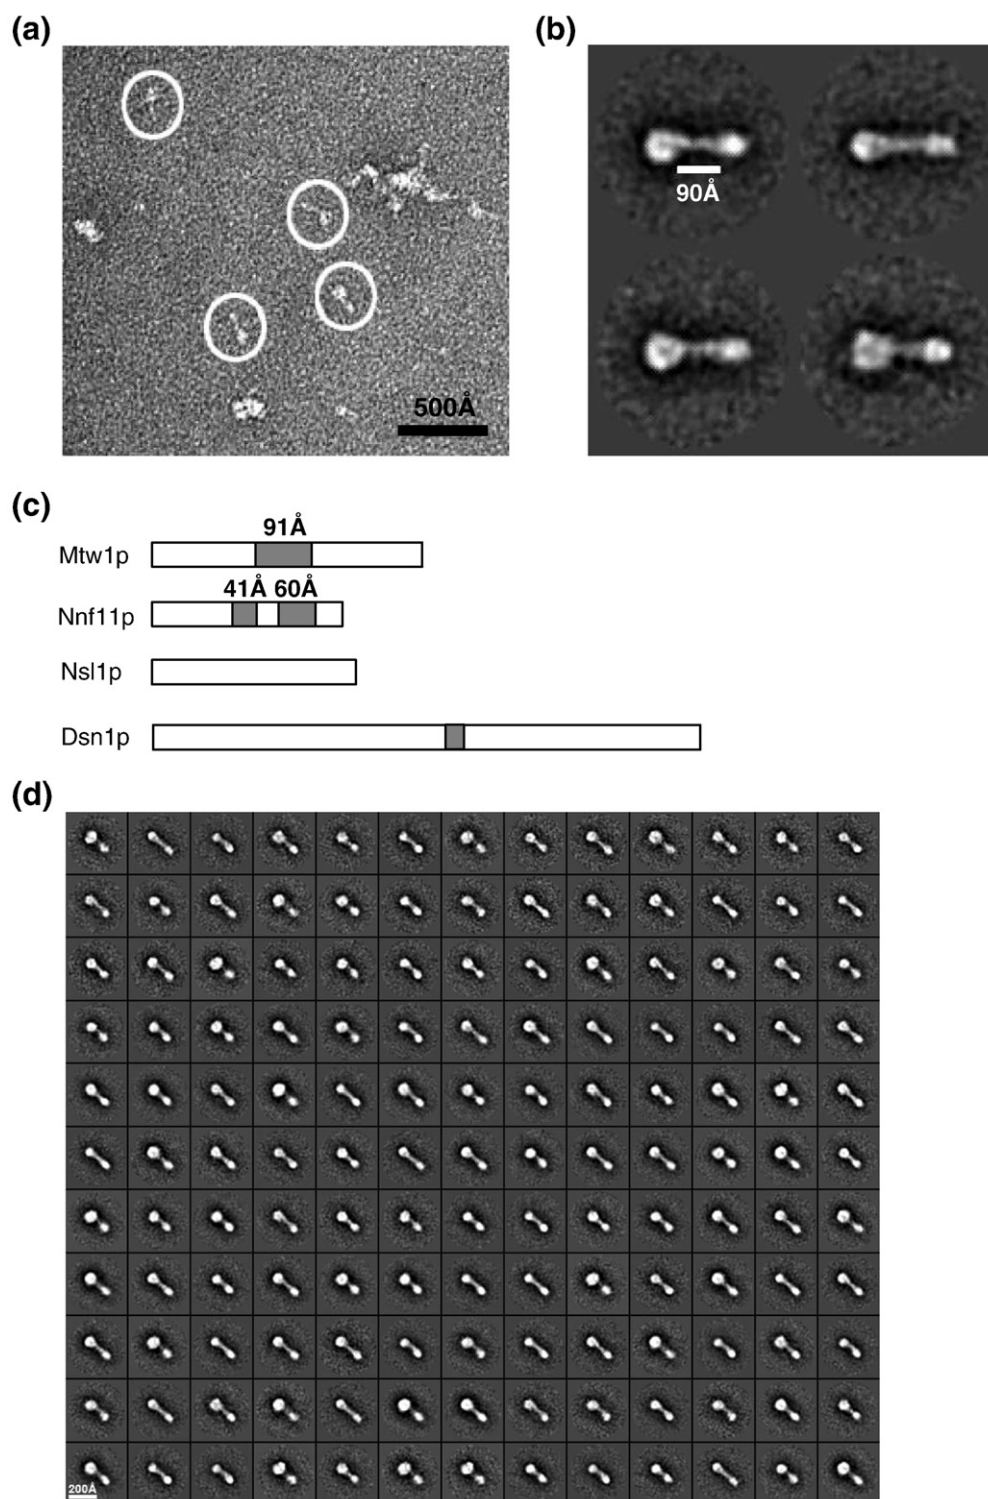 (a)
(b)
90Å
500Å
(c)
91Å
Mtw1p
41Å 60Å
Nnf11p
Nsl1p
Dsn1p
(d)
200Å